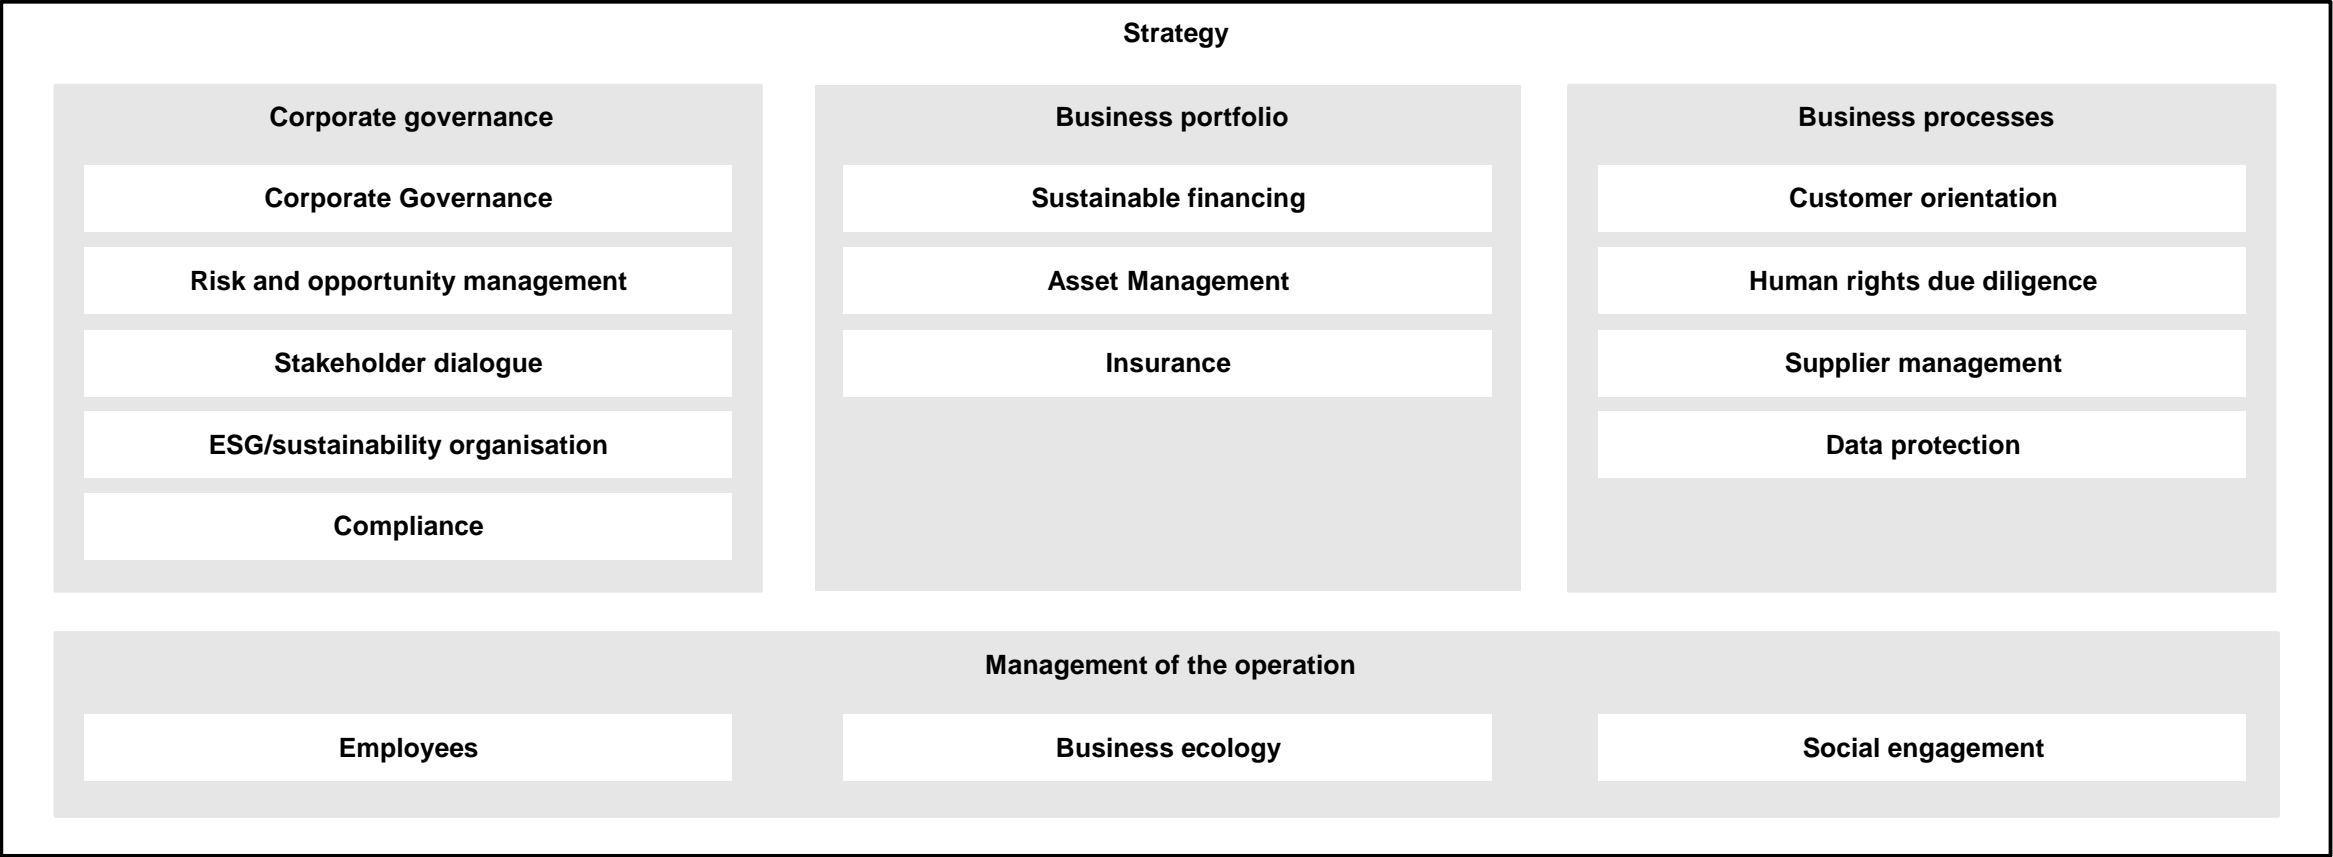 Strategy
Corporate governance
Corporate Governance
Risk and opportunity management
Stakeholder dialogue
ESG/sustainability organisation
Compliance
Business portfolio
Sustainable financing
Asset Management
Insurance
Business processes
Customer orientation
Human rights due diligence
Supplier management
Data protection
Management of the operation
Employees
Business ecology
Social engagement